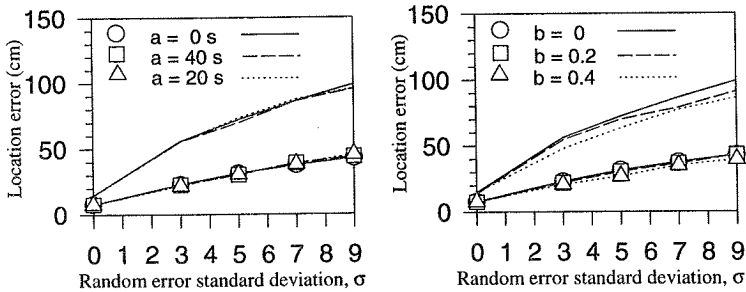 150
100
50
0
Location error (cm)
a = 0 s
a = 40 s
a = 20 s
0 1 2 3 4 5 6 7 8 9
Random error standard deviation, σ
150
100
50
0
Location error (cm)
b = 0
b = 0.2
b = 0.4
0 1 2 3 4 5 6 7 8 9
Random error standard deviation, σ